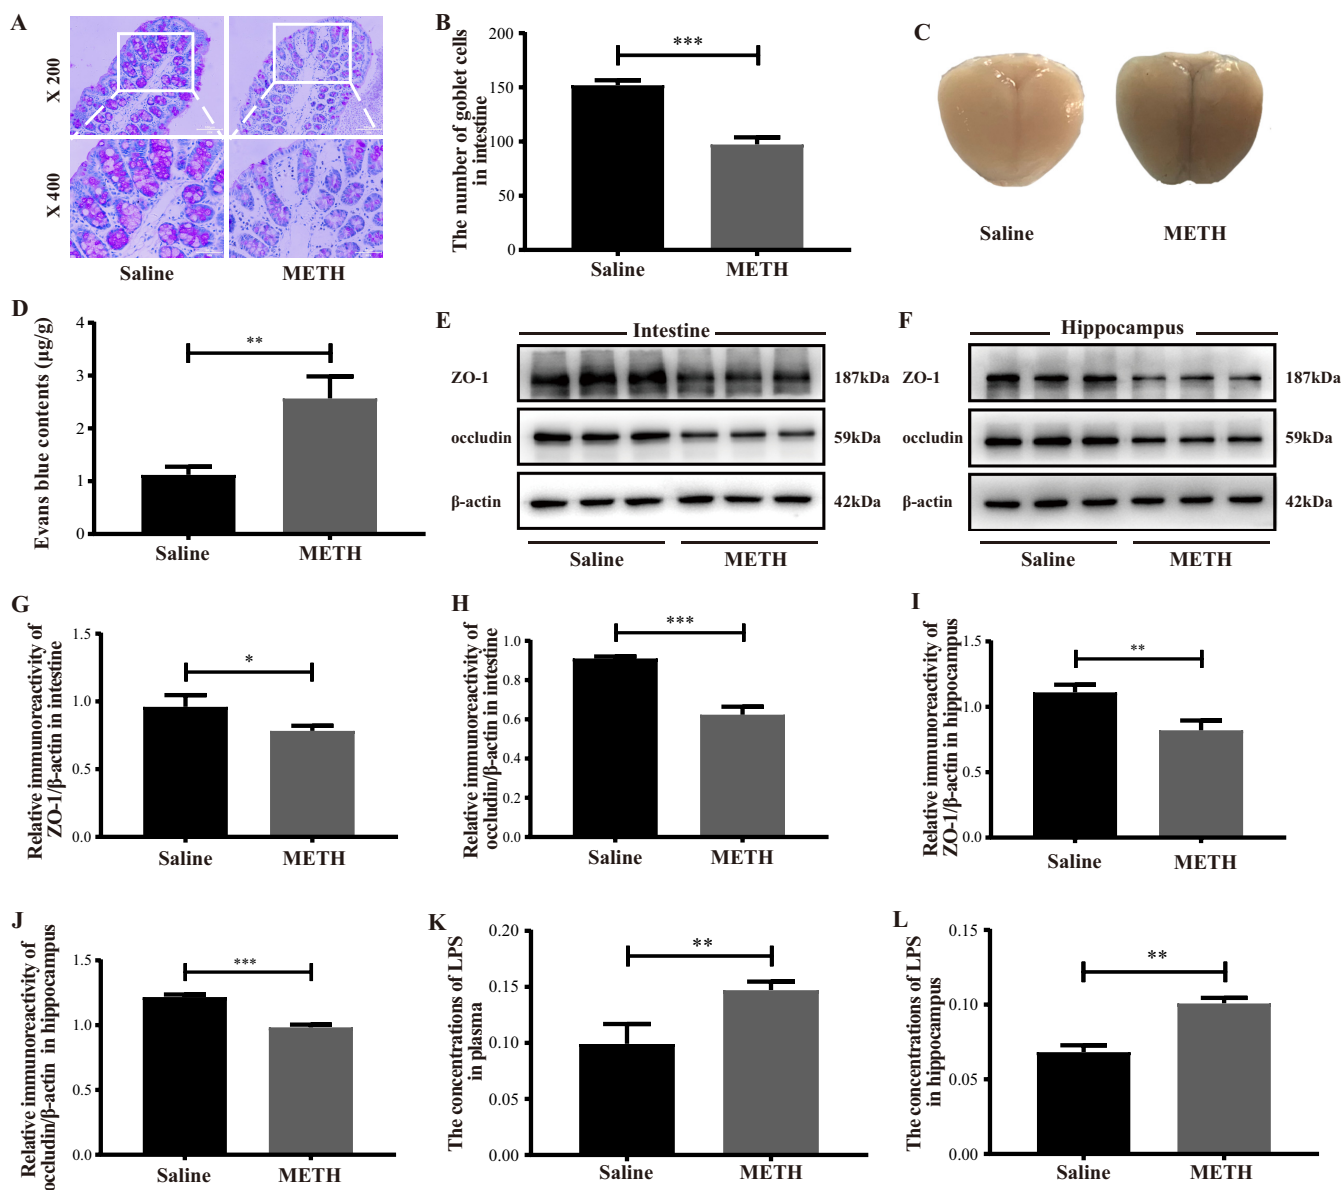 A
X 200
X 400
Saline
METH
B
The number of goblet cells
in intestine
200
150
100
50
0
***
Saline
METH
C
Saline
METH
D
Evans blue contents (μg/g)
4
3
2
1
0
**
Saline
METH
E
Intestine
ZO-1
187kDa
occludin
59kDa
β-actin
42kDa
Saline
METH
F
Hippocampus
ZO-1
187kDa
occludin
59kDa
β-actin
42kDa
Saline
METH
G
Relative immunoreactivity of
ZO-1/β-actin in intestine
1.5
1.0
0.5
0.0
*
Saline
METH
H
Relative immunoreactivity of
occludin/β-actin in intestine
1.0
0.8
0.6
0.4
0.2
0.0
***
Saline
METH
I
Relative immunoreactivity of
ZO-1/β-actin in hippocampus
1.5
1.0
0.5
0.0
**
Saline
METH
J
Relative immunoreactivity of
occludin/β-actin in hippocampus
1.5
1.0
0.5
0.0
***
Saline
METH
K
The concentrations of LPS
in plasma
0.20
0.15
0.10
0.05
0.00
**
Saline
METH
L
The concentrations of LPS
in hippocampus
0.15
0.10
0.05
0.00
**
Saline
METH